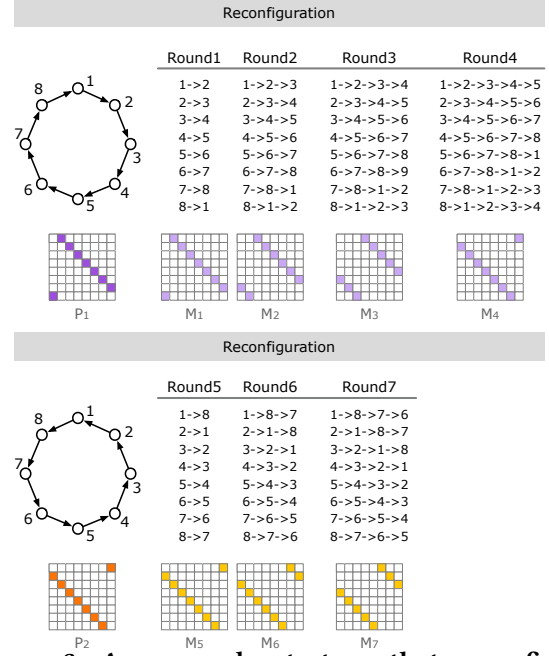 Reconfiguration
Round1 Round2 Round3 Round4
1->2 1->2->3 1->2->3->4 1->2->3->4->5
2->3 2->3->4 2->3->4->5 2->3->4->5->6
3->4 3->4->5 3->4->5->6 3->4->5->6->7
4->5 4->5->6 4->5->6->7 4->5->6->7->8
5->6 5->6->7 5->6->7->8 5->6->7->8->1
6->7 6->7->8 6->7->8->9 6->7->8->1->2
7->8 7->8->1 7->8->1->2 7->8->1->2->3
8->1 8->1->2 8->1->2->3 8->1->2->3->4
1
2
3
4
5
6
7
8
P1 M1 M2 M3 M4
Reconfiguration
Round5 Round6 Round7
1->8 1->8->7 1->8->7->6
2->1 2->1->8 2->1->8->7
3->2 3->2->1 3->2->1->8
4->3 4->3->2 4->3->2->1
5->4 5->4->3 5->4->3->2
6->5 6->5->4 6->5->4->3
7->6 7->6->5 7->6->5->4
8->7 8->7->6 8->7->6->5
1
2
3
4
5
6
7
8
P2 M5 M6 M7